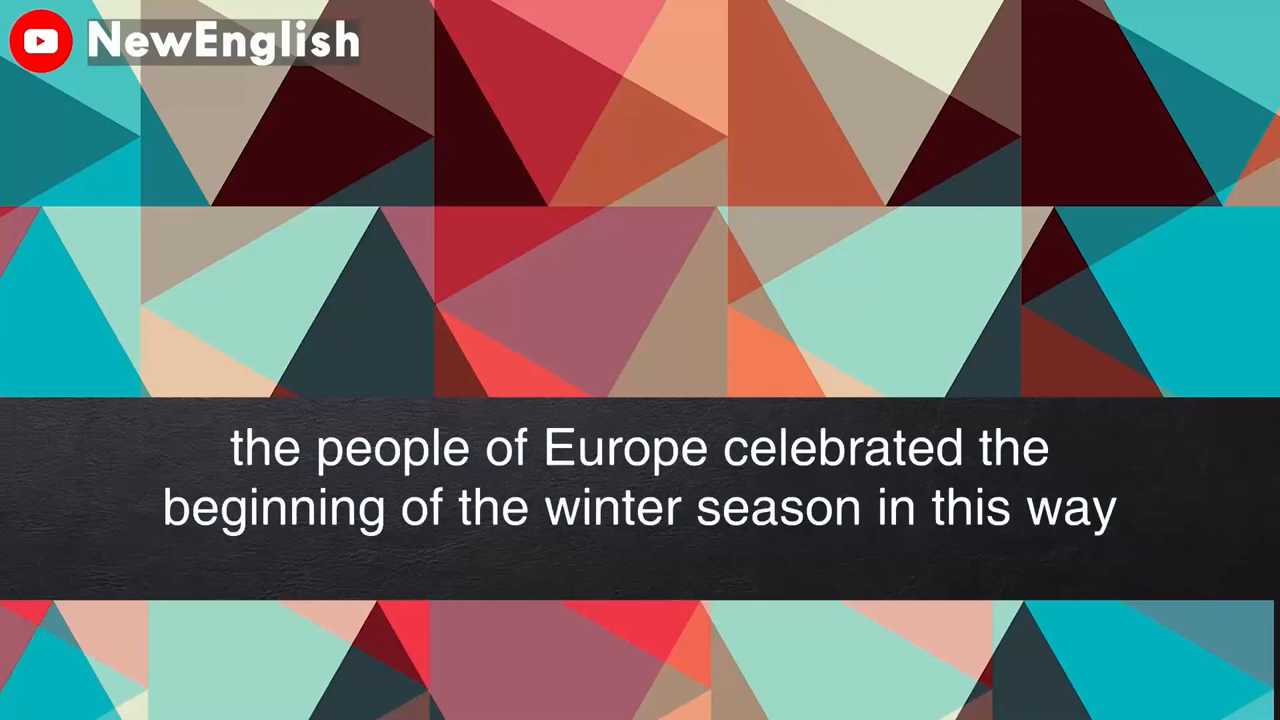 NewEnglish
the people of Europe celebrated the
beginning of the winter season in this way